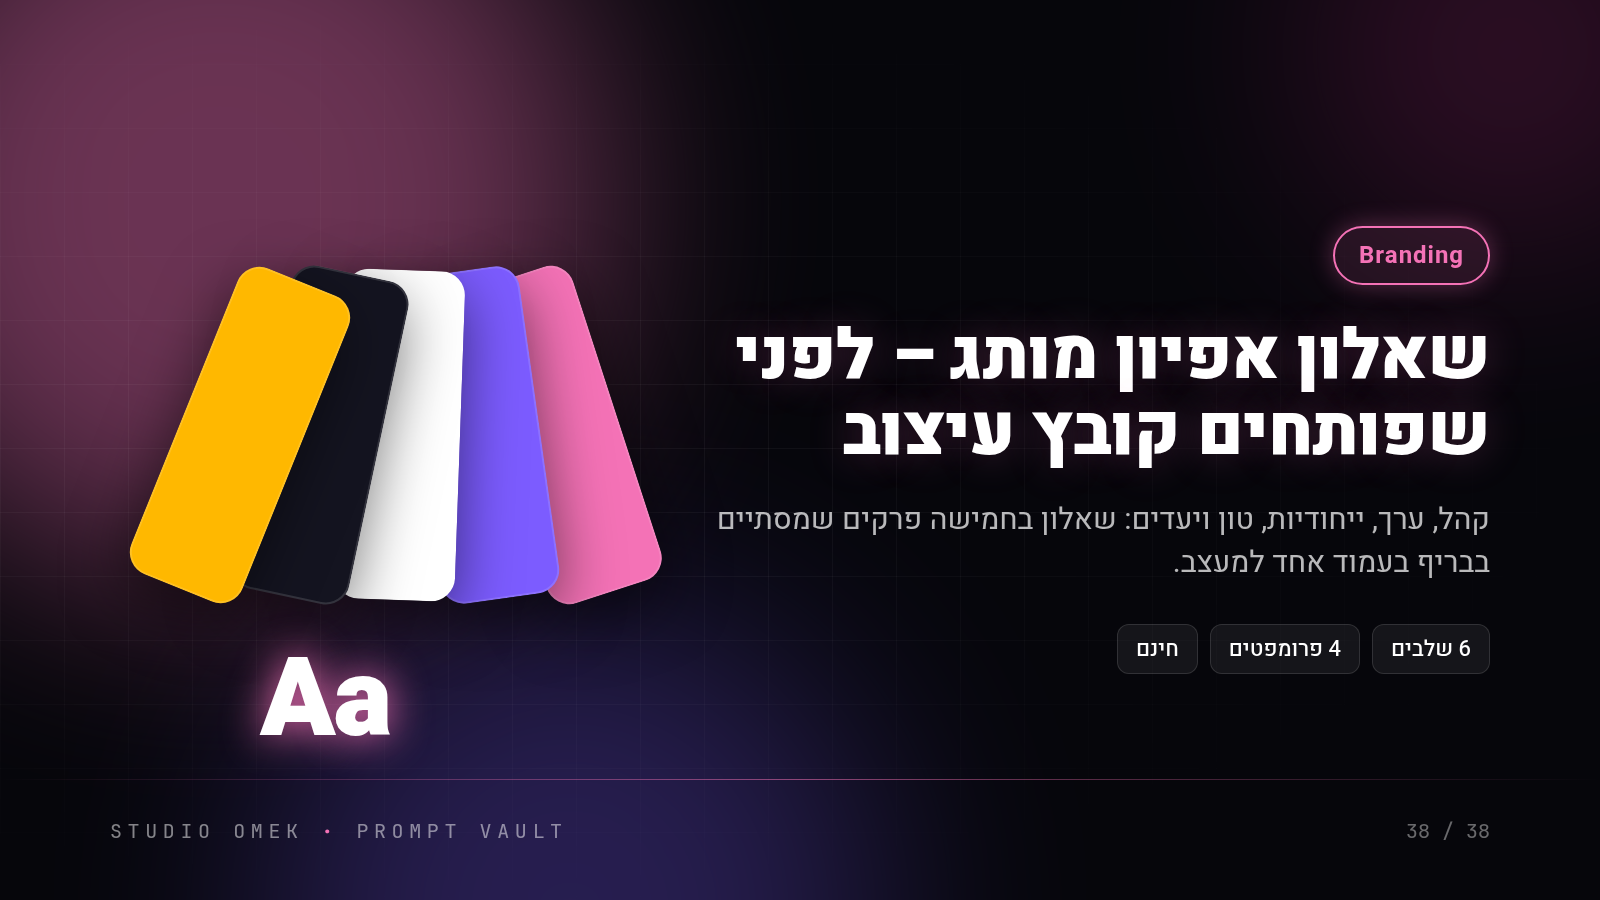 Branding
שאלון אפיון מותג – לפני
שפותחים קובץ עיצוב
קהל, ערך, ייחודיות, טון ויעדים: שאלון בחמישה פרקים שמסתיים
בבריף בעמוד אחד למעצב.
6 שלבים
4 פרומפטים
חינם
Aa
STUDIO OMEK • PROMPT VAULT
38 / 38